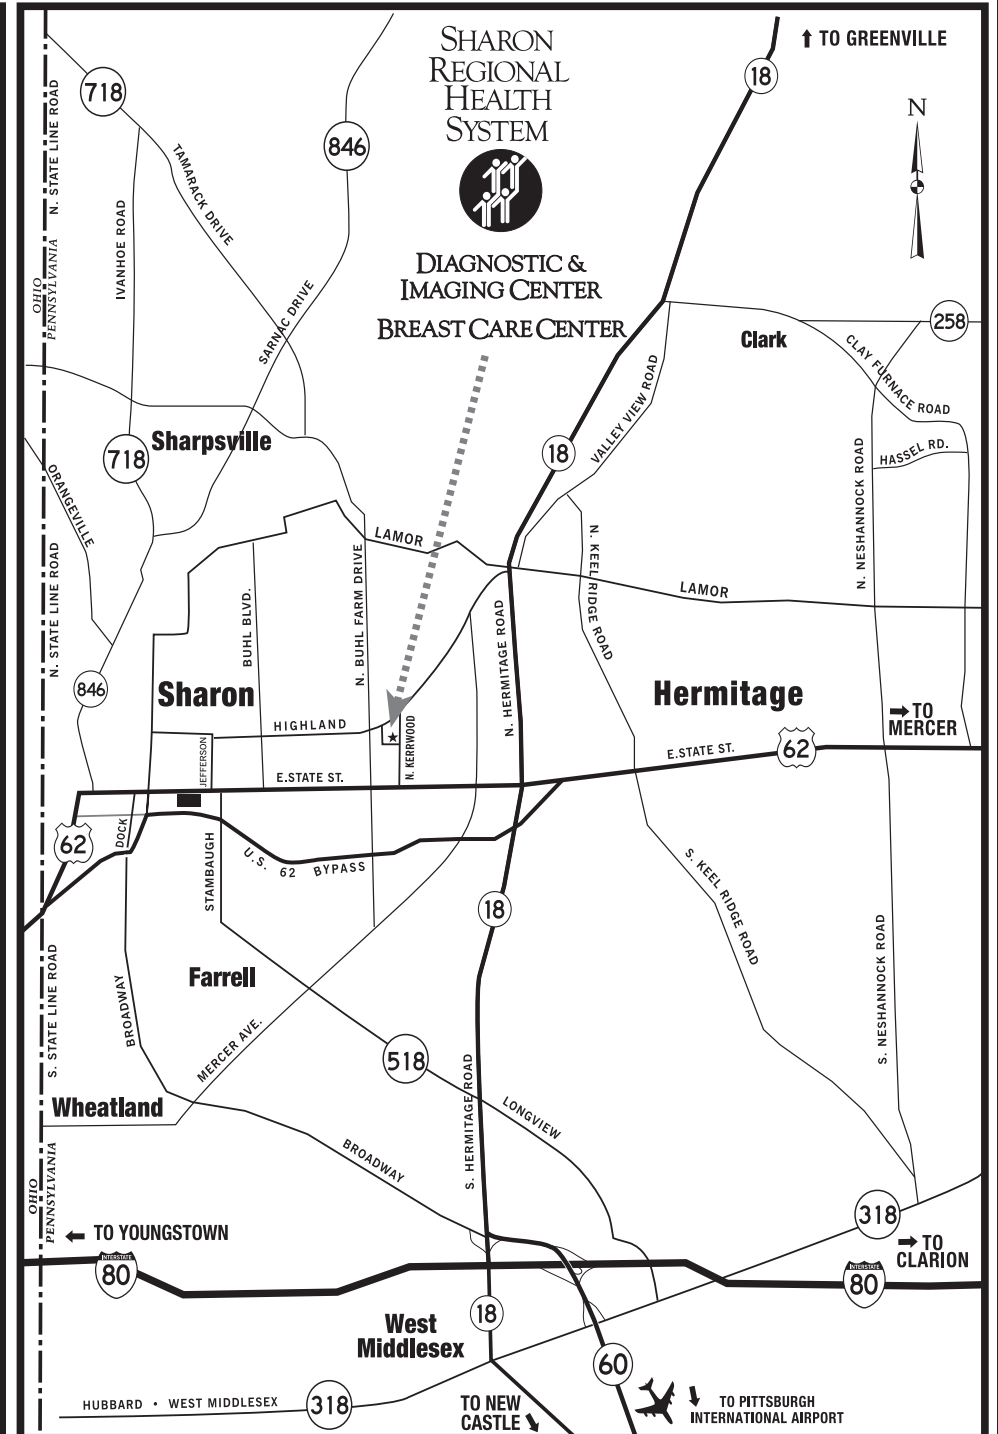 SHARON
REGIONAL
HEALTH
SYSTEM
DIAGNOSTIC &
IMAGING CENTER
BREAST CARE CENTER
TO GREENVILLE
18
N
718
846
N. STATE LINE ROAD
TAMARACK DRIVE
IVANHOE ROAD
OHIO
PENNSYLVANIA
SARNAC DRIVE
258
Clark
CLAY FURNACE ROAD
VALLEY VIEW ROAD
HASSEL RD.
N. NESHANNOCK ROAD
18
Sharpsville
718
ORANGEVILLE
N. STATE LINE ROAD
LAMOR
N. KEEL RIDGE ROAD
LAMOR
BUHL BLVD.
N. BUHL FARM DRIVE
N. HERMITAGE ROAD
846
Sharon
Hermitage
TO
MERCER
HIGHLAND
N. KERRWOOD
JEFFERSON
E.STATE ST.
E.STATE ST.
62
62
DOCK
STAMBAUGH
U.S. 62 BYPASS
S. KEEL RIDGE ROAD
18
S. NESHANNOCK ROAD
S. STATE LINE ROAD
BROADWAY
Farrell
MERCER AVE.
518
S. HERMITAGE ROAD
LONGVIEW
Wheatland
BROADWAY
OHIO
PENNSYLVANIA
TO YOUNGSTOWN
318
TO
CLARION
INTERSTATE
80
INTERSTATE
80
18
West
Middlesex
60
HUBBARD • WEST MIDDLESEX
318
TO NEW
CASTLE
TO PITTSBURGH
INTERNATIONAL AIRPORT